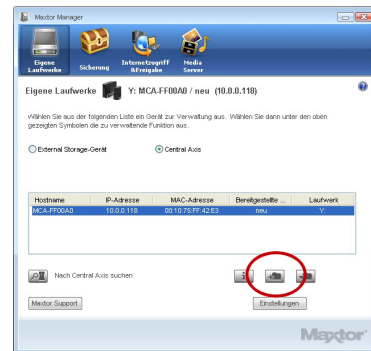 Maxtor Manager
Eigene Laufwerke
Sicherung
Internetzugriff &Freigabe
Media Server
Eigene Laufwerke Y: MCA-FF00A0 / neu (10.0.0.118)
Wählen Sie aus der folgenden Liste ein Gerät zur Verwaltung aus. Wählen Sie dann unter den oben
gezeigten Symbolen die zu verwaltende Funktion aus.
External Storage-Gerät
Central Axis
Hostname IP-Adresse MAC-Adresse Bereitgestellte ... Laufwerk
MCA-FF00A0 10.0.0.118 00:10:75:FF:42:E3 neu Y:
Nach Central Axis suchen
Maxtor Support
Einstellungen
Maxtor